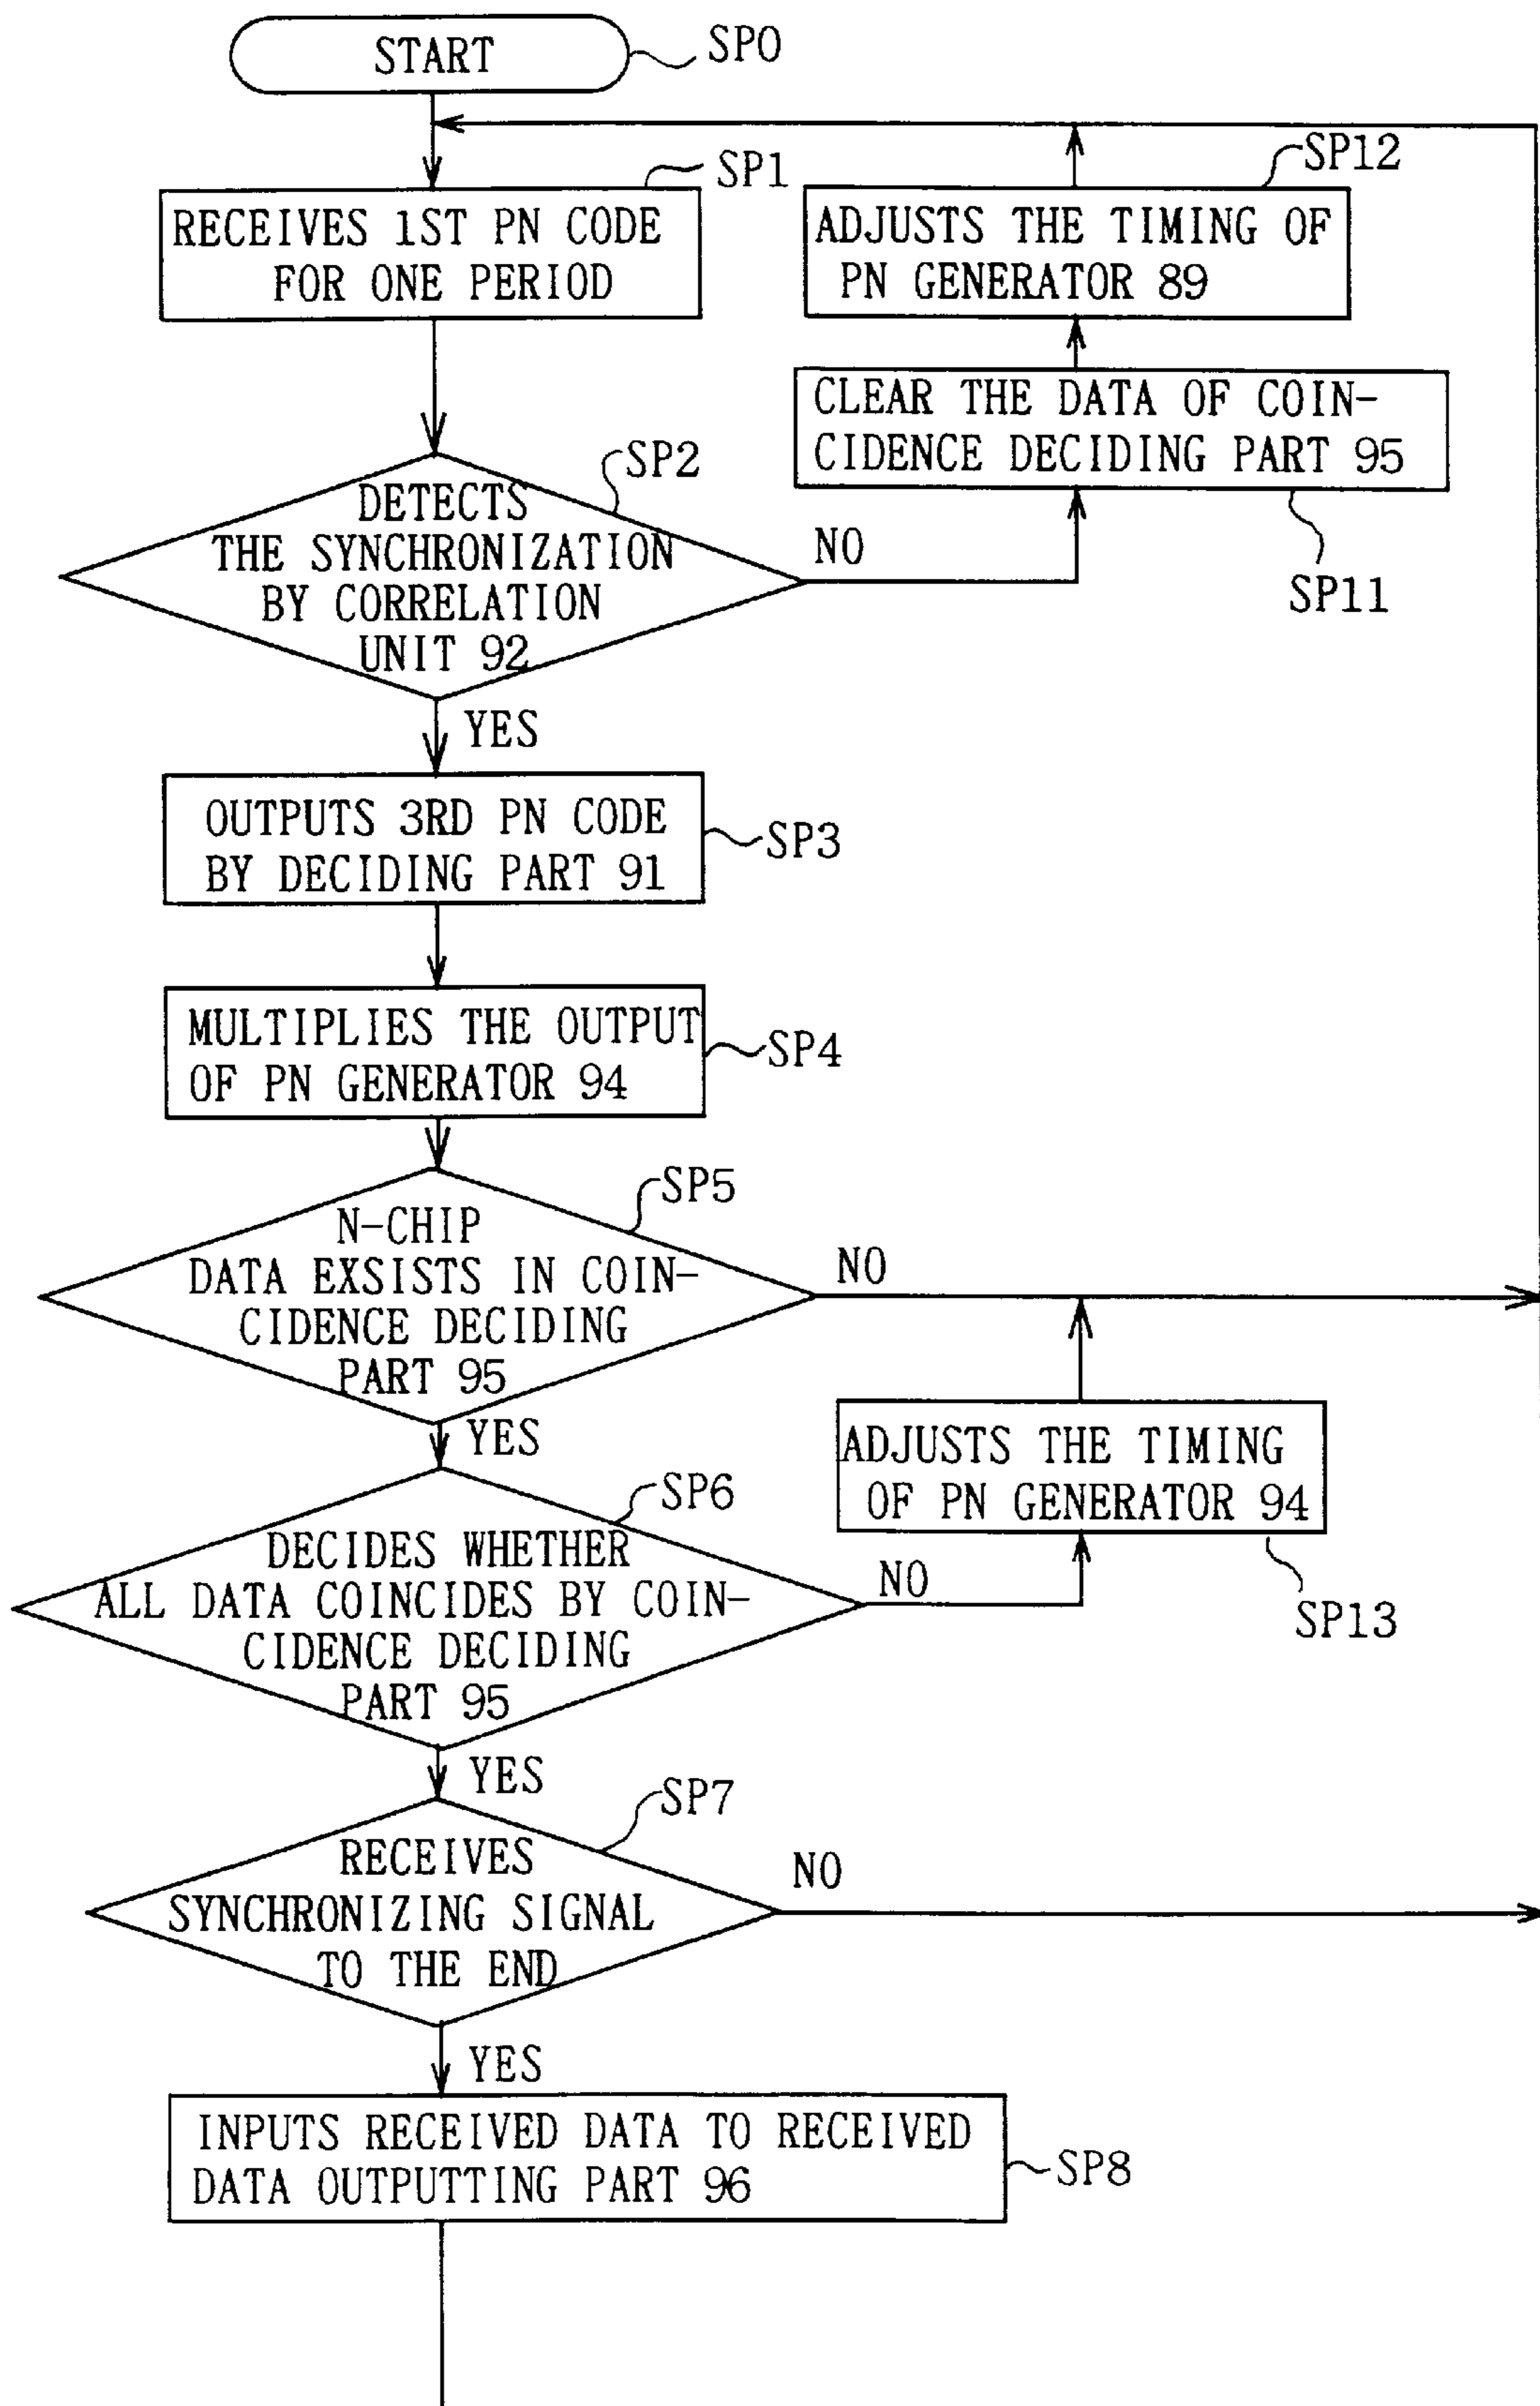 START
SP0
SP1
RECEIVES 1ST PN CODE
FOR ONE PERIOD
SP12
ADJUSTS THE TIMING OF
PN GENERATOR 89
CLEAR THE DATA OF COIN-
CIDENCE DECIDING PART 95
SP11
SP2
DETECTS
THE SYNCHRONIZATION
BY CORRELATION
UNIT 92
NO
YES
OUTPUTS 3RD PN CODE
BY DECIDING PART 91
SP3
MULTIPLIES THE OUTPUT
OF PN GENERATOR 94
SP4
SP5
N-CHIP
DATA EXSISTS IN COIN-
CIDENCE DECIDING
PART 95
NO
YES
ADJUSTS THE TIMING
OF PN GENERATOR 94
SP13
SP6
DECIDES WHETHER
ALL DATA COINCIDES BY COIN-
CIDENCE DECIDING
PART 95
NO
YES
SP7
RECEIVES
SYNCHRONIZING SIGNAL
TO THE END
NO
YES
INPUTS RECEIVED DATA TO RECEIVED
DATA OUTPUTTING PART 96
SP8